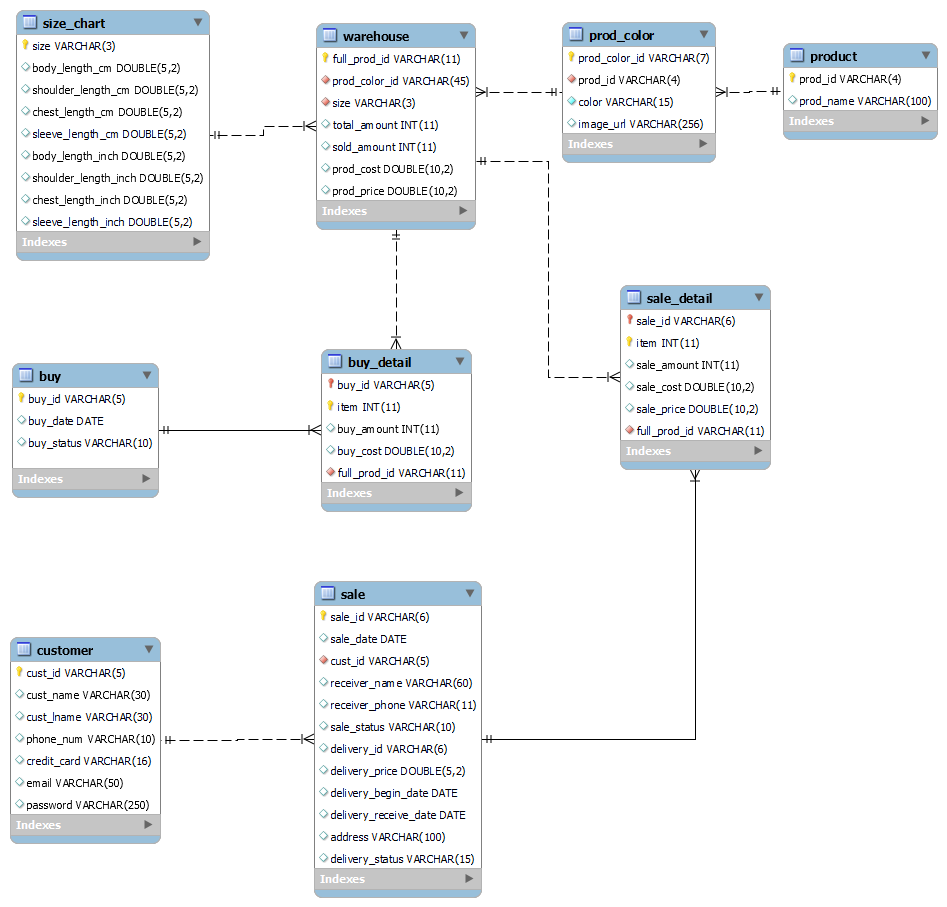 size_chart
size VARCHAR(3)
body_length_cm DOUBLE(5,2)
shoulder_length_cm DOUBLE(5,2)
chest_length_cm DOUBLE(5,2)
sleeve_length_cm DOUBLE(5,2)
body_length_inch DOUBLE(5,2)
shoulder_length_inch DOUBLE(5,2)
chest_length_inch DOUBLE(5,2)
sleeve_length_inch DOUBLE(5,2)
Indexes
warehouse
full_prod_id VARCHAR(11)
prod_color_id VARCHAR(45)
size VARCHAR(3)
total_amount INT(11)
sold_amount INT(11)
prod_cost DOUBLE(10,2)
prod_price DOUBLE(10,2)
Indexes
prod_color
prod_color_id VARCHAR(7)
prod_id VARCHAR(4)
color VARCHAR(15)
image_url VARCHAR(256)
Indexes
product
prod_id VARCHAR(4)
prod_name VARCHAR(100)
Indexes
sale_detail
sale_id VARCHAR(6)
item INT(11)
sale_amount INT(11)
sale_cost DOUBLE(10,2)
sale_price DOUBLE(10,2)
full_prod_id VARCHAR(11)
Indexes
buy
buy_id VARCHAR(5)
buy_date DATE
buy_status VARCHAR(10)
Indexes
buy_detail
buy_id VARCHAR(5)
item INT(11)
buy_amount INT(11)
buy_cost DOUBLE(10,2)
full_prod_id VARCHAR(11)
Indexes
customer
cust_id VARCHAR(5)
cust_name VARCHAR(30)
cust_lname VARCHAR(30)
phone_num VARCHAR(10)
credit_card VARCHAR(16)
email VARCHAR(50)
password VARCHAR(250)
Indexes
sale
sale_id VARCHAR(6)
sale_date DATE
cust_id VARCHAR(5)
receiver_name VARCHAR(60)
receiver_phone VARCHAR(11)
sale_status VARCHAR(10)
delivery_id VARCHAR(6)
delivery_price DOUBLE(5,2)
delivery_begin_date DATE
delivery_receive_date DATE
address VARCHAR(100)
delivery_status VARCHAR(15)
Indexes